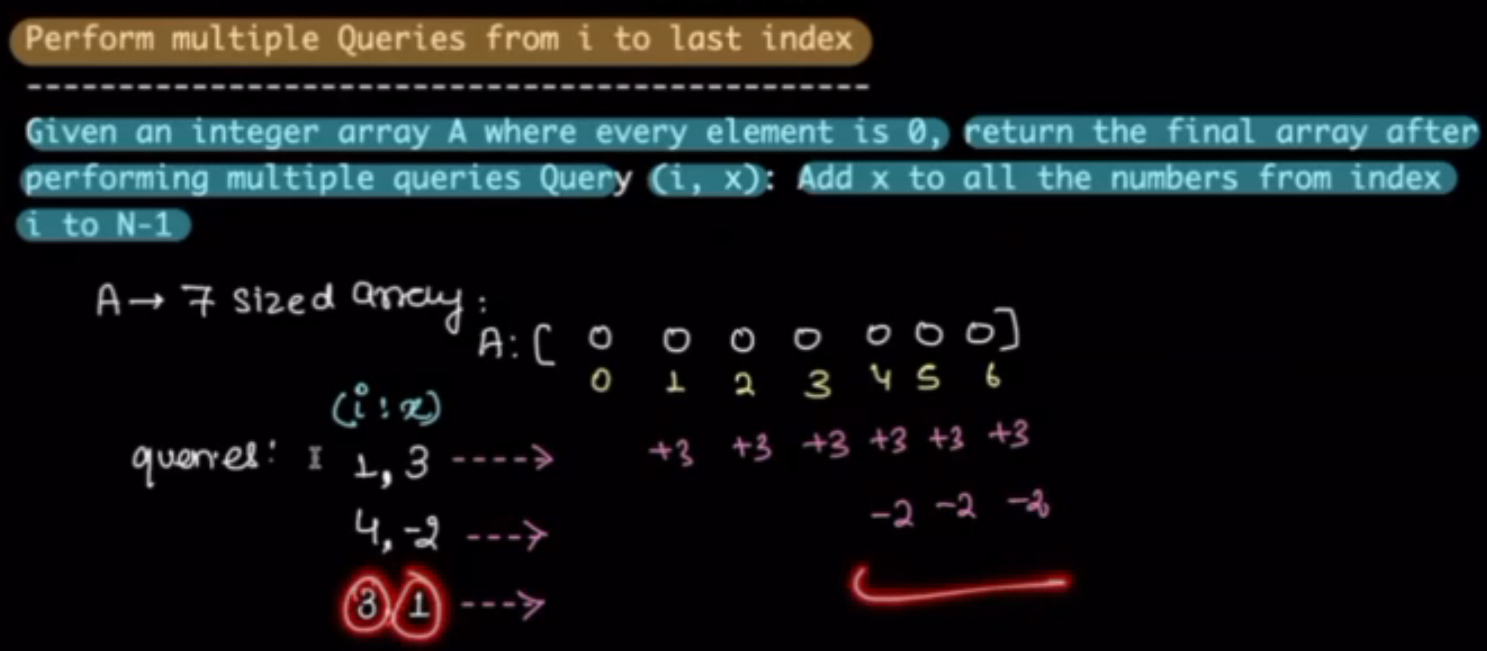 Perform multiple Queries from i to last index
-----------------------------------------------
Given an integer array A where every element is 0, return the final array after
performing multiple queries Query (i, x): Add x to all the numbers from index
i to N-1
A → 7 sized array:
A: [ 0 0 0 0 0 0 0 ]
0 1 2 3 4 5 6
(i : x)
queries: 1, 3 ----> +3 +3 +3 +3 +3 +3
4, -2 ---> -2 -2 -2
3, 1 --->